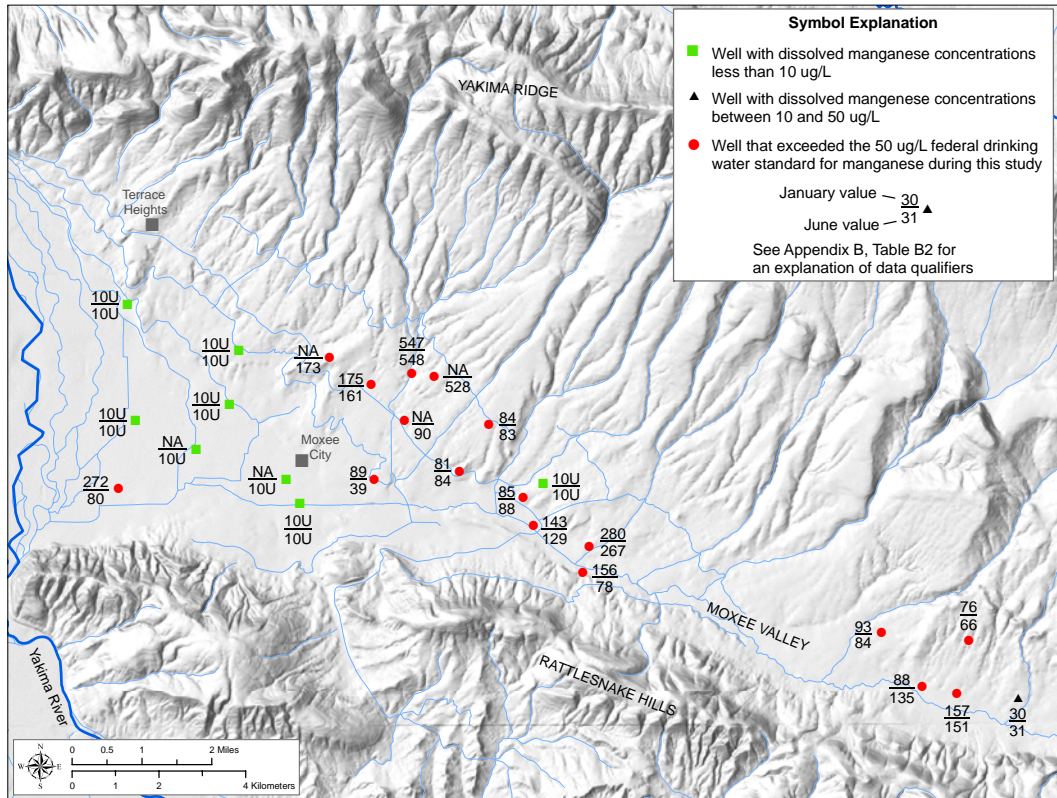 Symbol Explanation
Well with dissolved manganese concentrations
less than 10 ug/L
Well with dissolved mangenese concentrations
between 10 and 50 ug/L
Well that exceeded the 50 ug/L federal drinking
water standard for manganese during this study
January value
30
31
June value
See Appendix B, Table B2 for
an explanation of data qualifiers
YAKIMA RIDGE
Terrace
Heights
10U
10U
10U
10U
NA
173
547
548
NA
528
175
161
10U
10U
10U
10U
NA
90
84
83
NA
10U
Moxee
City
NA
10U
89
39
81
84
272
80
10U
10U
85
88
10U
10U
143
129
280
267
156
78
MOXEE VALLEY
RATTLESNAKE HILLS
93
84
76
66
88
135
157
151
30
31
Yakima River
N
W
E
S
0 0.5 1 2 Miles
0 1 2 4 Kilometers